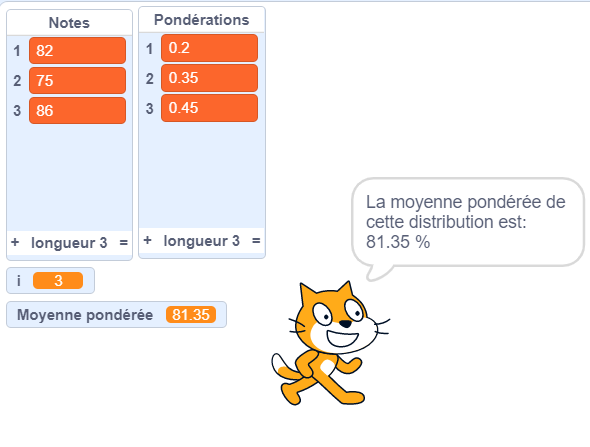 Notes
1 82
2 75
3 86
+ longueur 3 =
Pondérations
1 0.2
2 0.35
3 0.45
+ longueur 3 =
i 3
Moyenne pondérée 81.35
La moyenne pondérée de
cette distribution est:
81.35 %